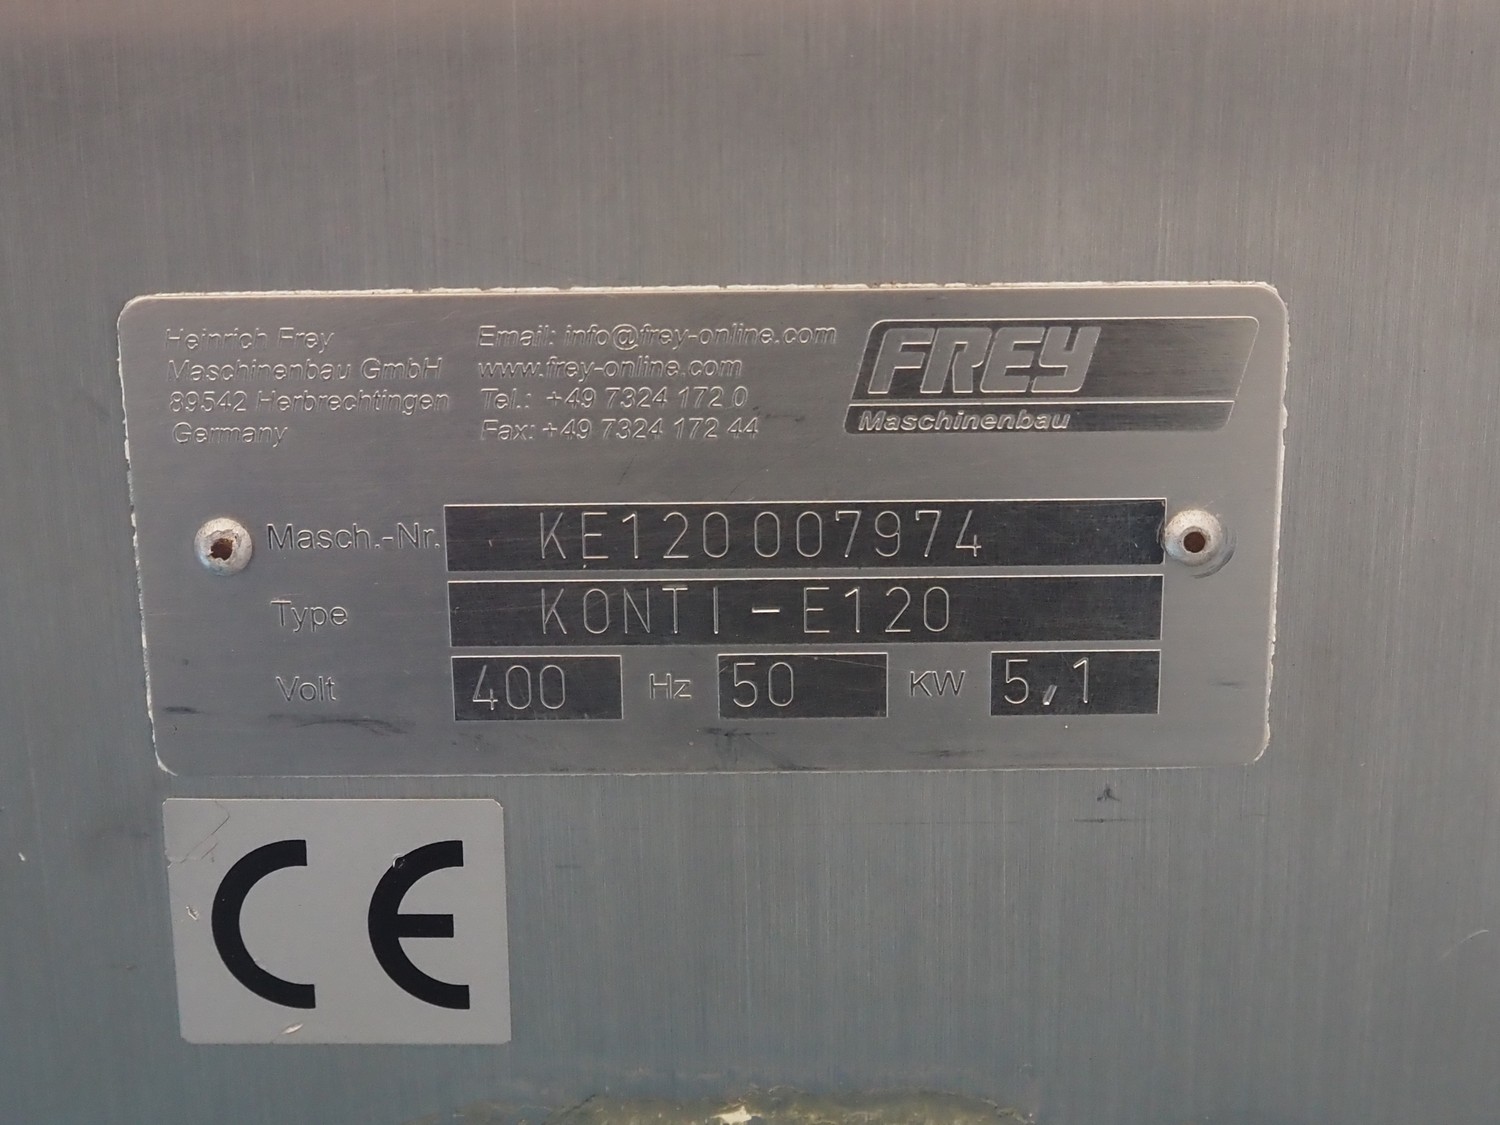 Heinrich Frey
Maschinenbau GmbH
89542 Herbrechtingen
Germany
Email: info@frey-online.com
www.frey-online.com
Tel.: +49 7324 172 0
Fax: +49 7324 172 44
FREY
Maschinenbau
Masch.-Nr. KE120 007974
Type KONTI-E120
Volt 400 Hz 50 KW 5,1
CE